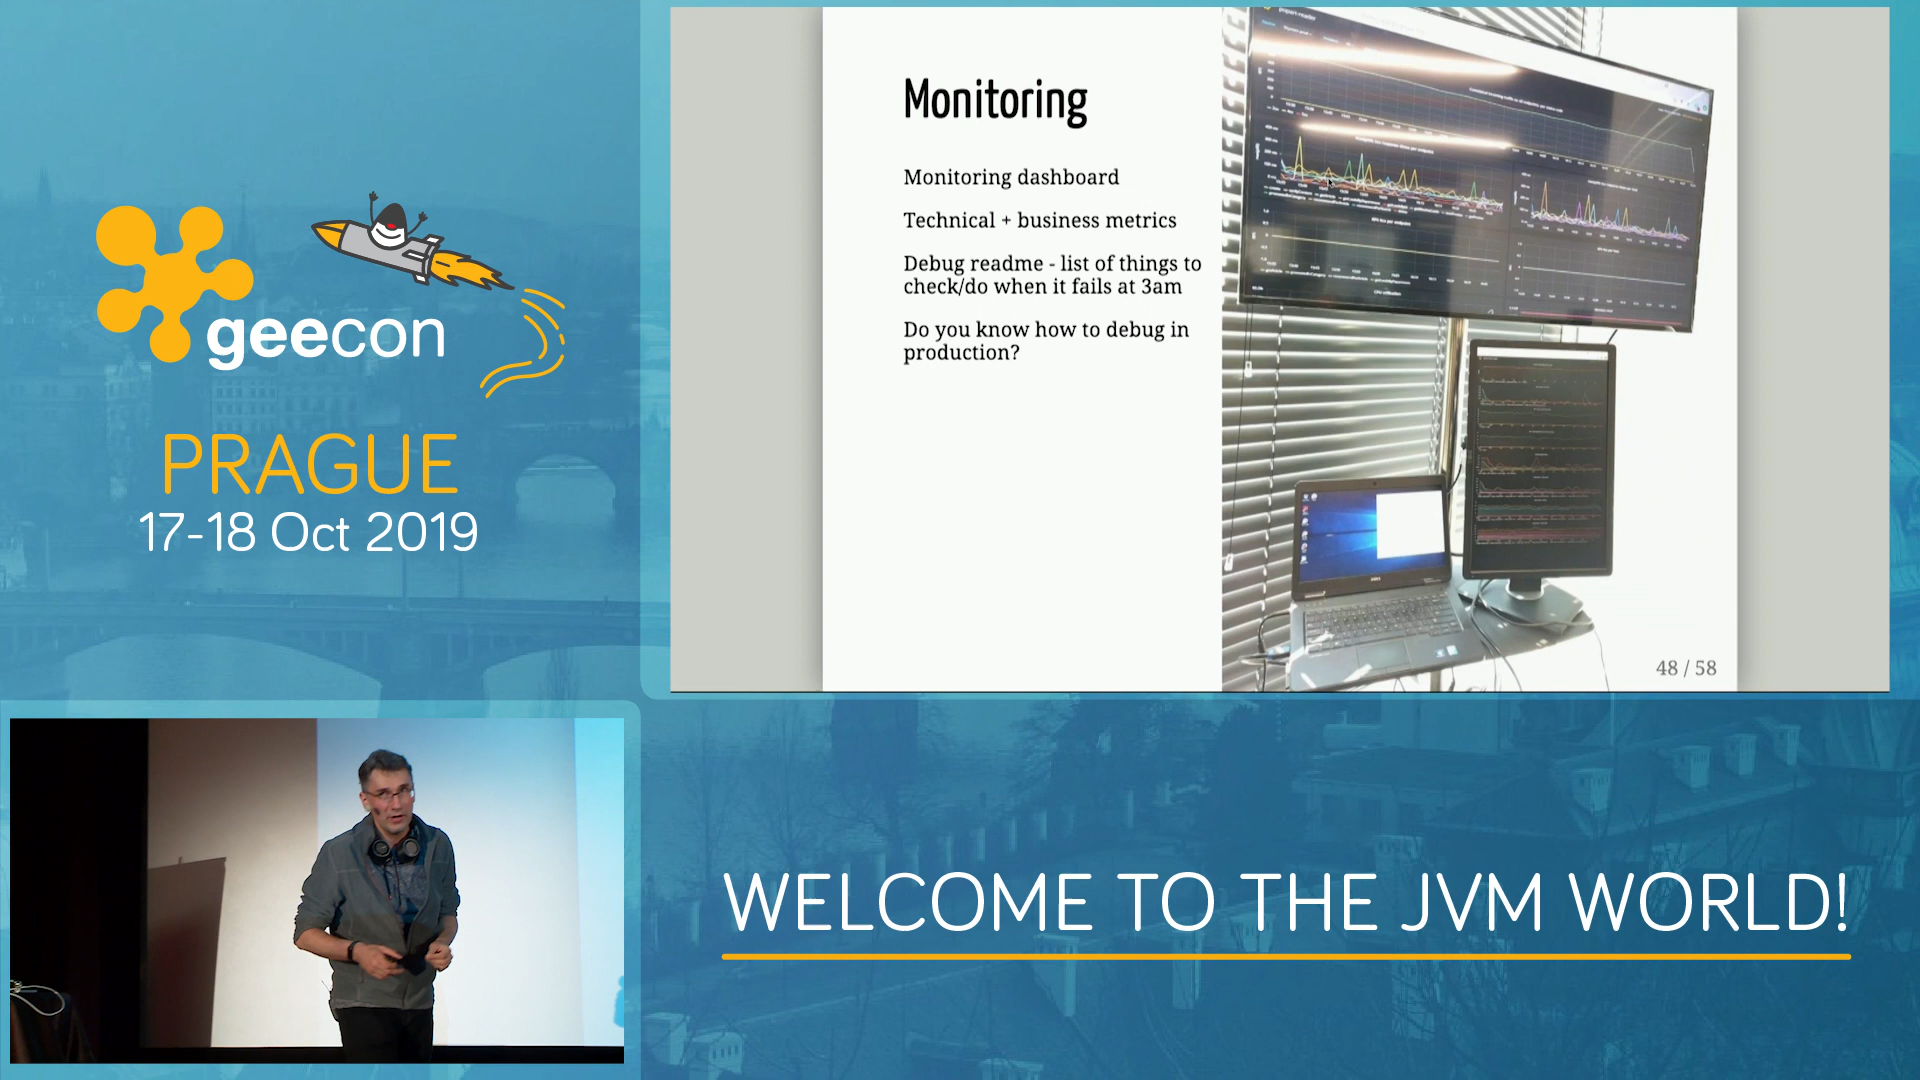 geecon
PRAGUE
17-18 Oct 2019
Monitoring
Monitoring dashboard
Technical + business metrics
Debug readme - list of things to
check/do when it fails at 3am
Do you know how to debug in
production?
48 / 58
WELCOME TO THE JVM WORLD!